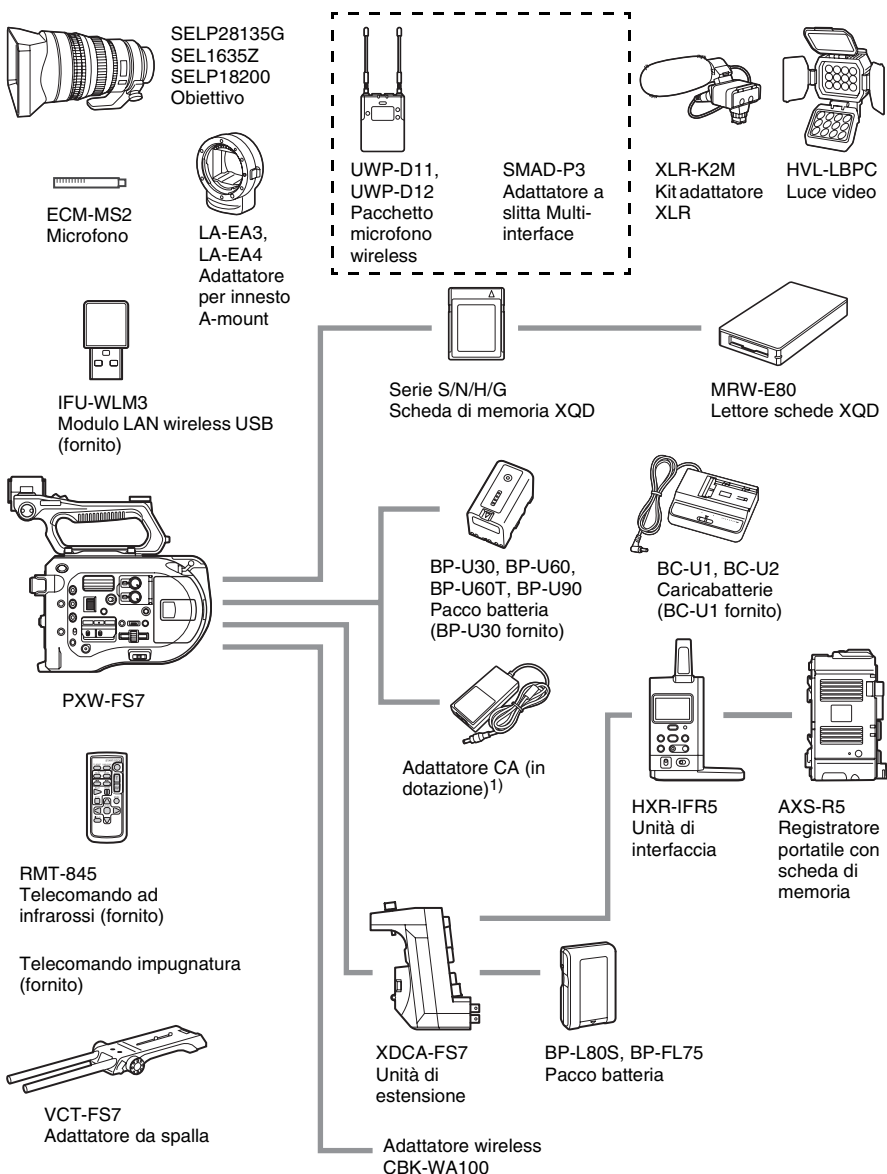 SELP28135G
SEL1635Z
SELP18200
Obiettivo
ECM-MS2
Microfono
LA-EA3,
LA-EA4
Adattatore
per innesto
A-mount
UWP-D11,
UWP-D12
Pacchetto
microfono
wireless
SMAD-P3
Adattatore a
slitta Multi-
interface
XLR-K2M
Kit adattatore
XLR
HVL-LBPC
Luce video
IFU-WLM3
Modulo LAN wireless USB
(fornito)
Serie S/N/H/G
Scheda di memoria XQD
MRW-E80
Lettore schede XQD
BP-U30, BP-U60,
BP-U60T, BP-U90
Pacco batteria
(BP-U30 fornito)
BC-U1, BC-U2
Caricabatterie
(BC-U1 fornito)
PXW-FS7
Adattatore CA (in
dotazione)1)
HXR-IFR5
Unità di
interfaccia
AXS-R5
Registratore
portatile con
scheda di
memoria
RMT-845
Telecomando ad
infrarossi (fornito)
Telecomando impugnatura
(fornito)
XDCA-FS7
Unità di
estensione
BP-L80S, BP-FL75
Pacco batteria
VCT-FS7
Adattatore da spalla
Adattatore wireless
CBK-WA100